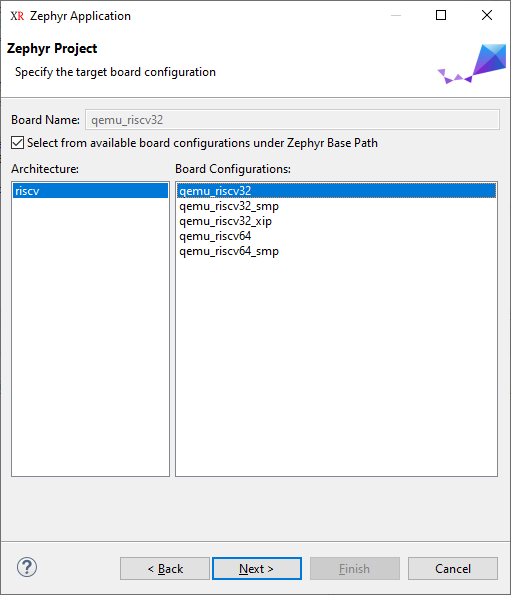 XR Zephyr Application
Zephyr Project
Specify the target board configuration
Board Name: qemu_riscv32
Select from available board configurations under Zephyr Base Path
Architecture: Board Configurations:
riscv qemu_riscv32
qemu_riscv32_smp
qemu_riscv32_xip
qemu_riscv64
qemu_riscv64_smp
? < Back Next > Finish Cancel